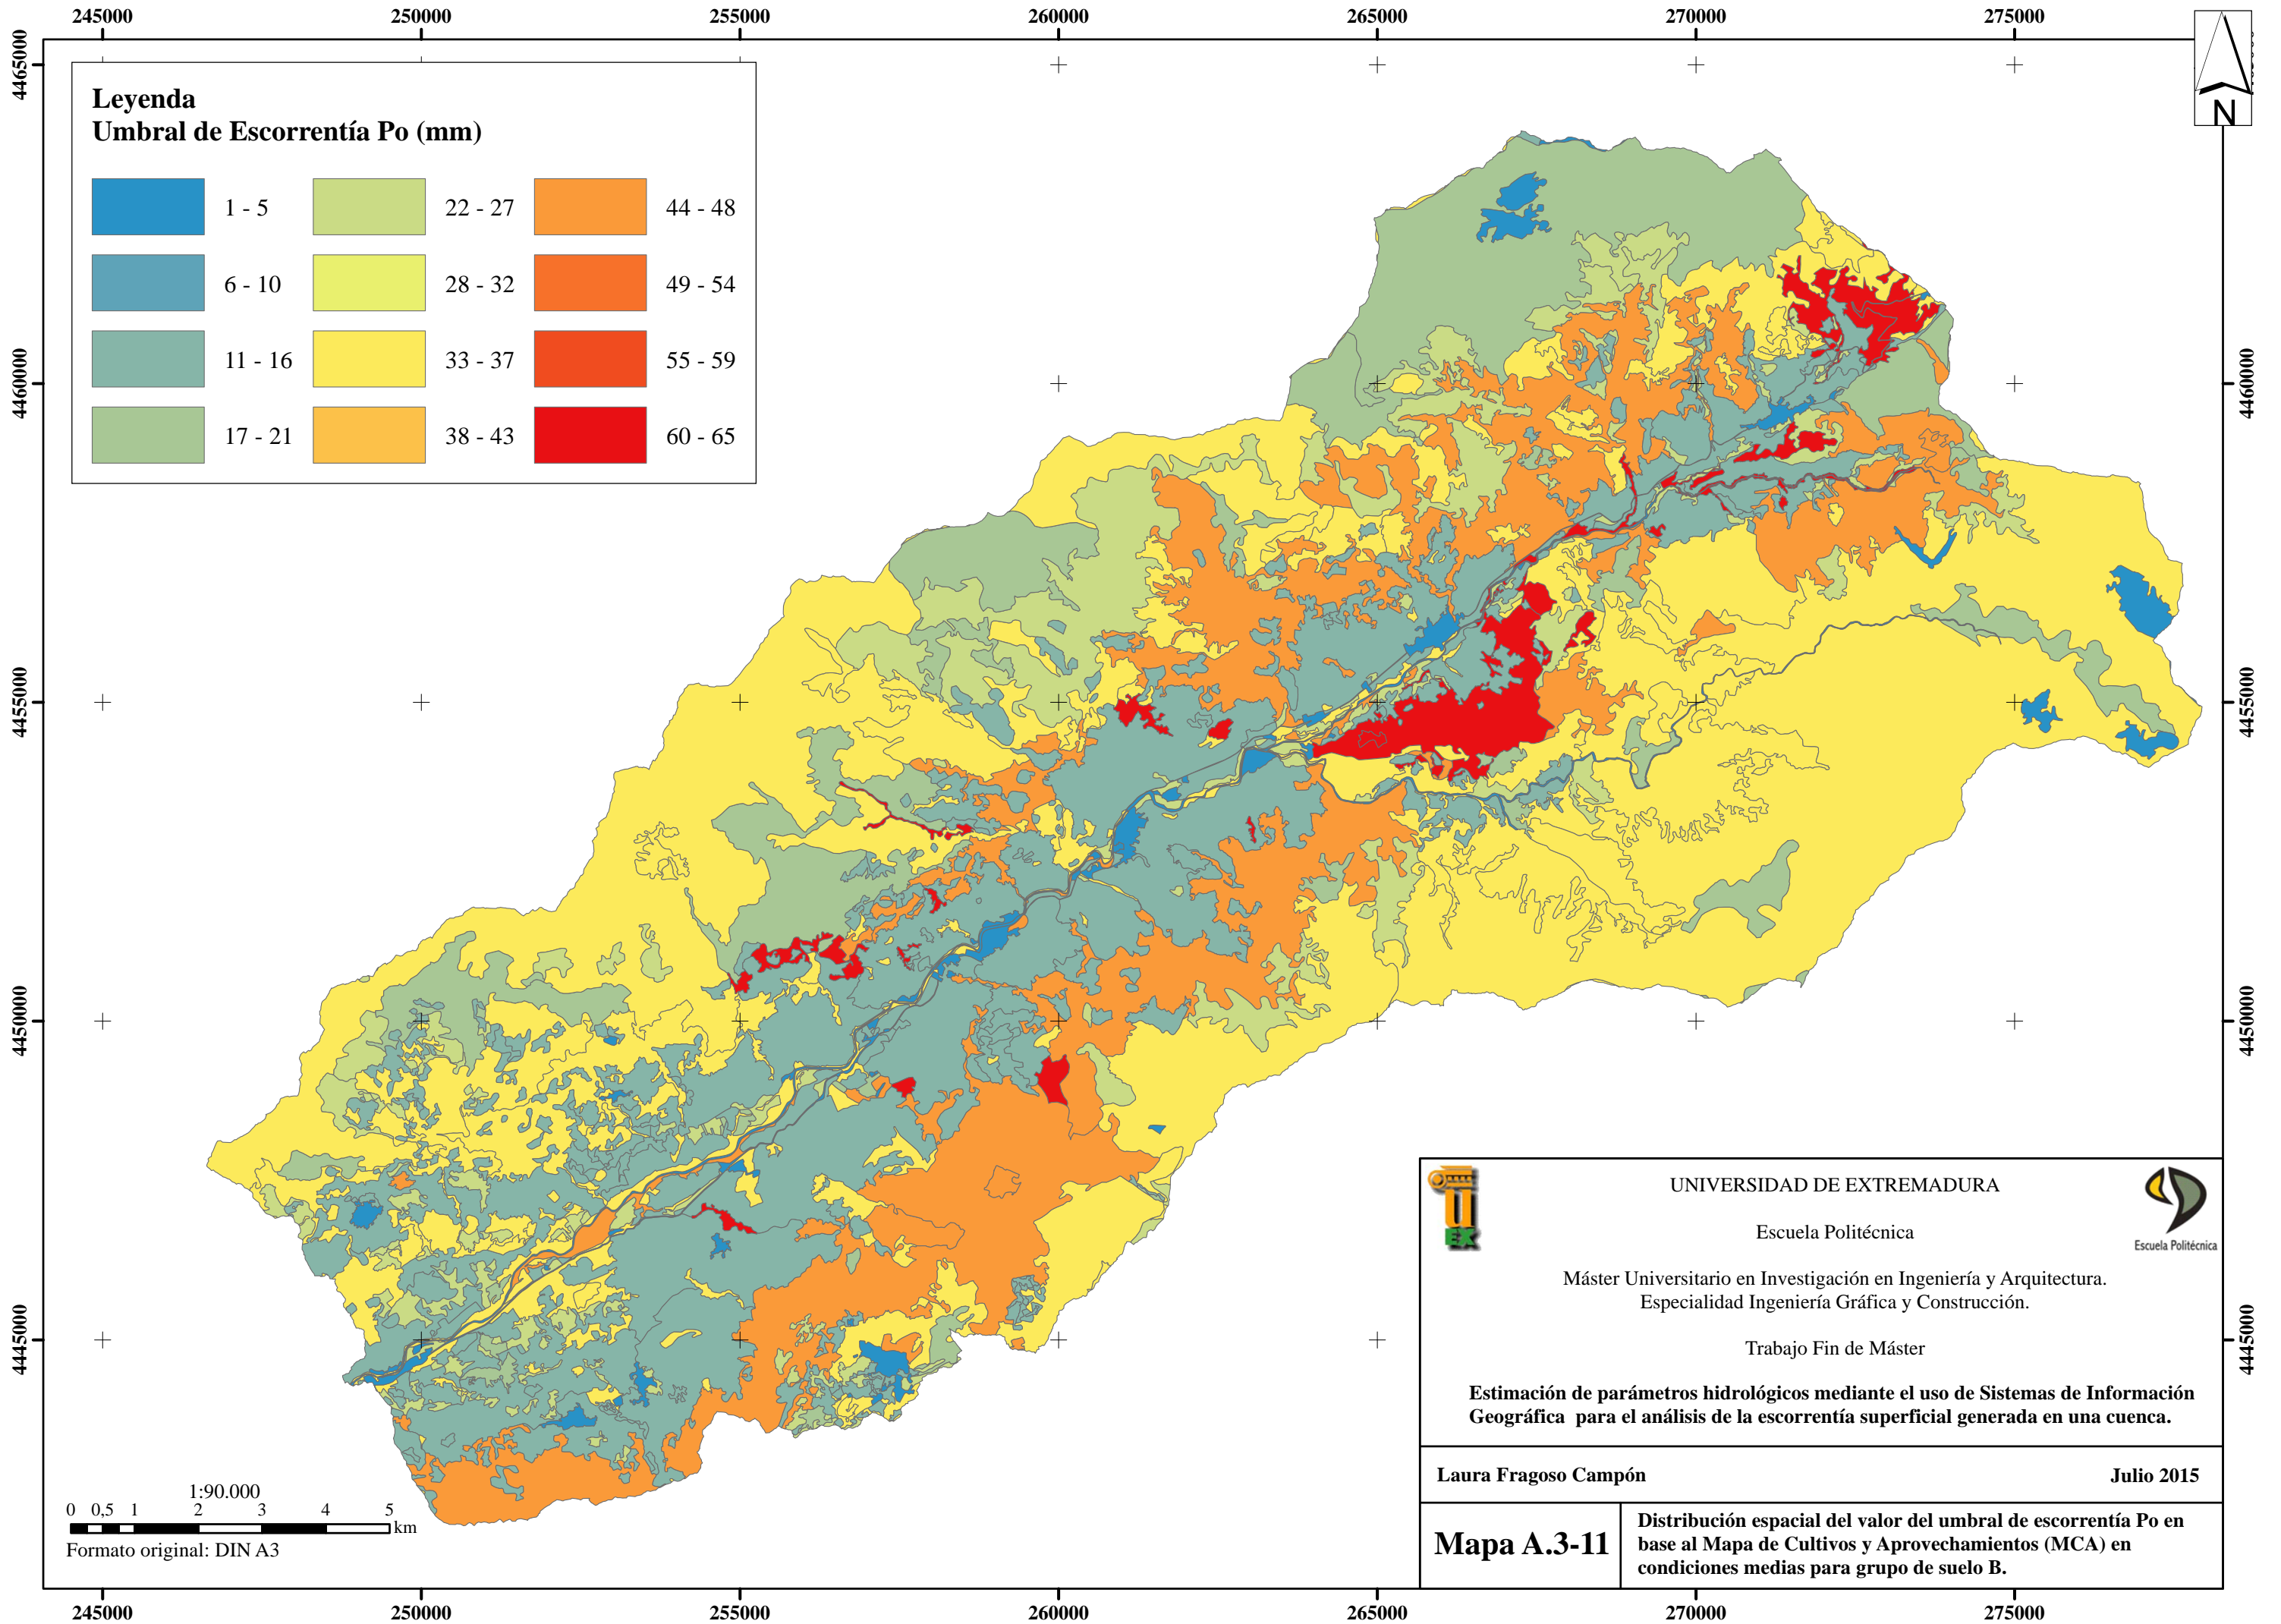 245000 250000 255000 260000 265000 270000 275000
4465000
4460000 4460000
4455000 4455000
4450000 4450000
4445000 4445000
N
Leyenda
Umbral de Escorrentía Po (mm)
1 - 5 22 - 27 44 - 48
6 - 10 28 - 32 49 - 54
11 - 16 33 - 37 55 - 59
17 - 21 38 - 43 60 - 65
UNIVERSIDAD DE EXTREMADURA
Escuela Politécnica
UEX
Escuela Politécnica
Máster Universitario en Investigación en Ingeniería y Arquitectura.
Especialidad Ingeniería Gráfica y Construcción.
Trabajo Fin de Máster
Estimación de parámetros hidrológicos mediante el uso de Sistemas de Información
Geográfica para el análisis de la escorrentía superficial generada en una cuenca.
Laura Fragoso Campón Julio 2015
Mapa A.3-11
Distribución espacial del valor del umbral de escorrentía Po en
base al Mapa de Cultivos y Aprovechamientos (MCA) en
condiciones medias para grupo de suelo B.
1:90.000
0 0,5 1 2 3 4 5
km
Formato original: DIN A3
245000 250000 255000 260000 265000 270000 275000